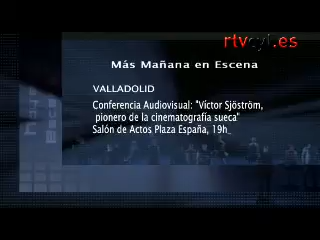 rtvcyl.es
Más Mañana en Escena
VALLADOLID
Conferencia Audiovisual: "Víctor Sjöström,
pionero de la cinematografía sueca"
Salón de Actos Plaza España, 19h_